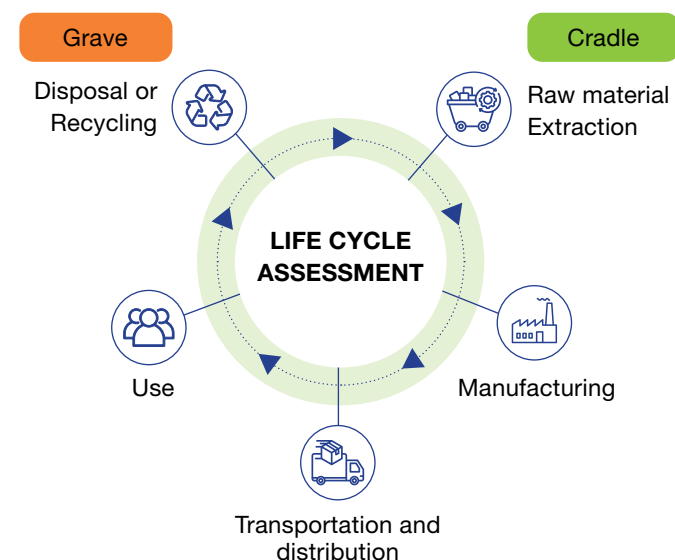 Grave
Cradle
Disposal or
Recycling
Raw material
Extraction
LIFE CYCLE
ASSESSMENT
Use
Manufacturing
Transportation and
distribution